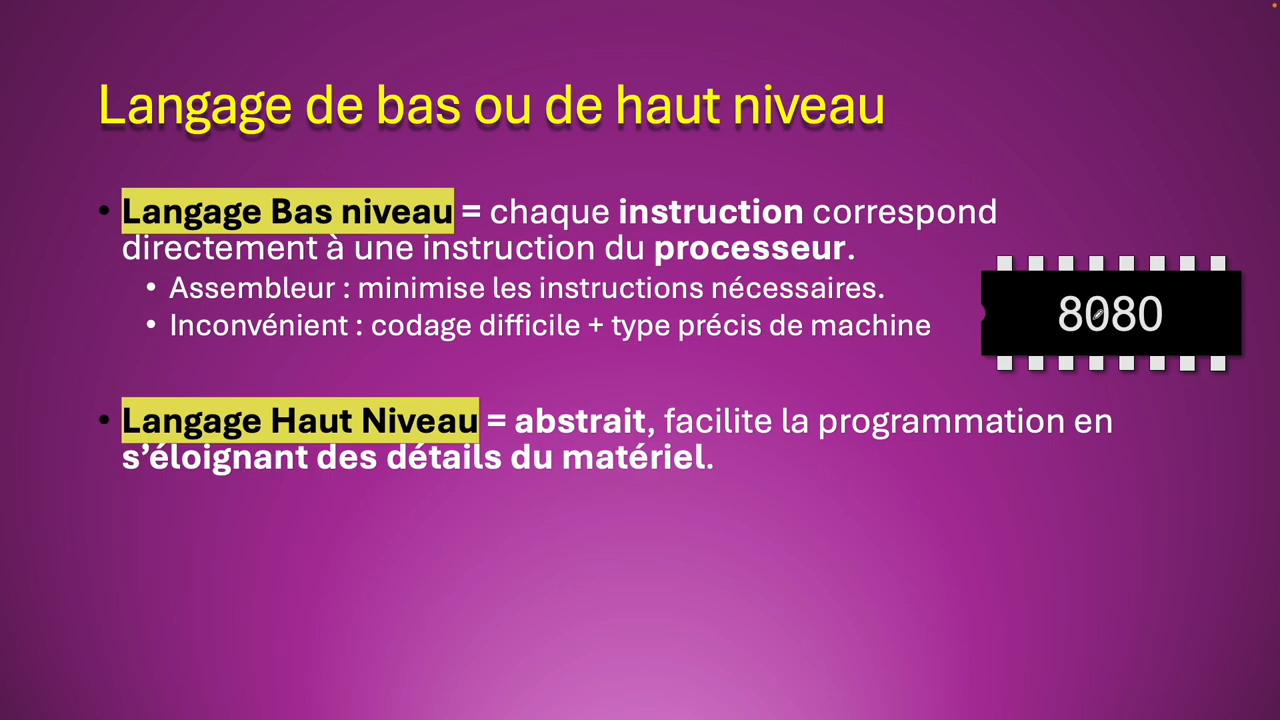 Langage de bas ou de haut niveau
• Langage Bas niveau = chaque instruction correspond
directement à une instruction du processeur.
• Assembleur : minimise les instructions nécessaires.
• Inconvénient : codage difficile + type précis de machine
8080
• Langage Haut Niveau = abstrait, facilite la programmation en
s’éloignant des détails du matériel.